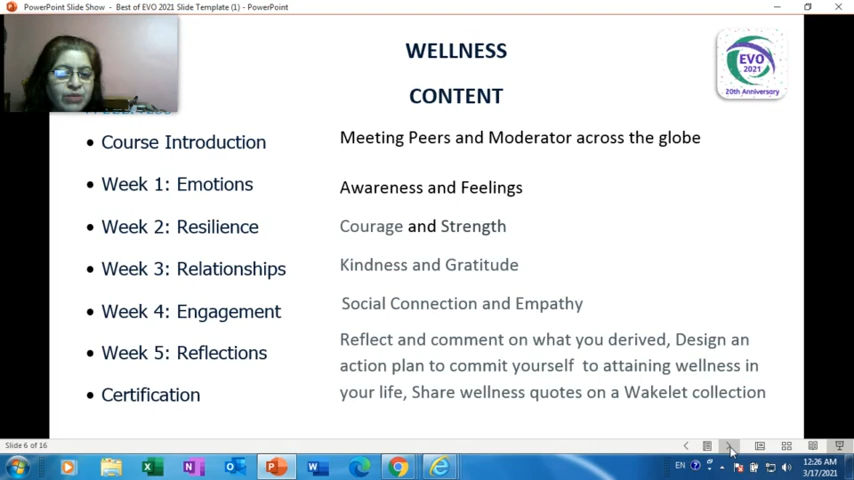 PowerPoint Slide Show - Best of EVO 2021 Slide Template (1) - PowerPoint
WELLNESS
CONTENT
EVO
2021
20th Anniversary
• Course Introduction
Meeting Peers and Moderator across the globe
• Week 1: Emotions
Awareness and Feelings
• Week 2: Resilience
Courage and Strength
• Week 3: Relationships
Kindness and Gratitude
• Week 4: Engagement
Social Connection and Empathy
• Week 5: Reflections
Reflect and comment on what you derived, Design an
action plan to commit yourself to attaining wellness in
your life, Share wellness quotes on a Wakelet collection
• Certification
Slide 6 of 16
EN
12:26 AM
3/17/2021